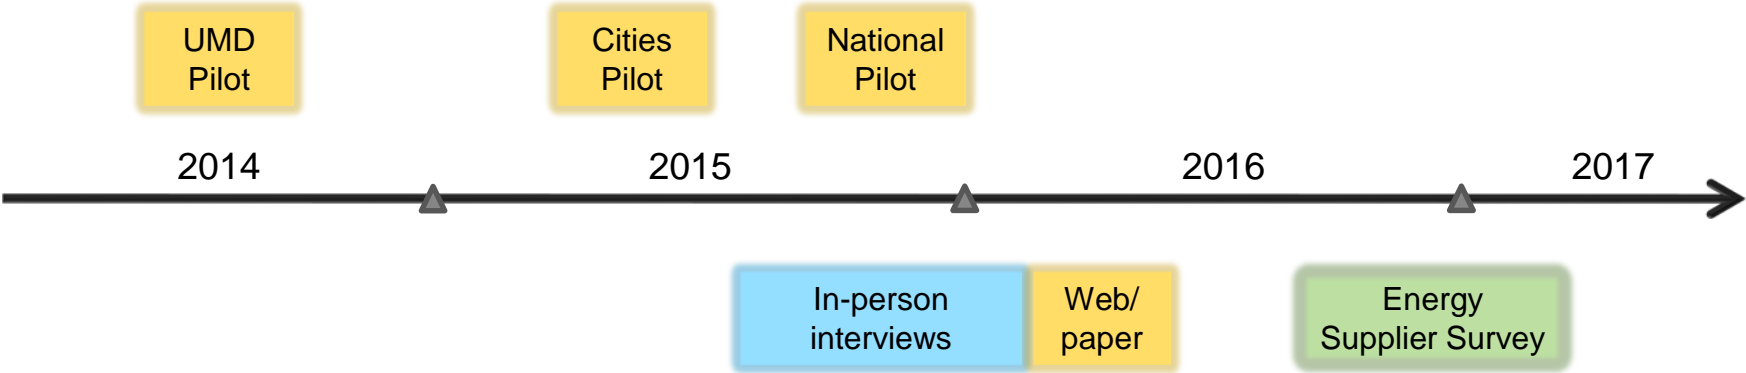 UMD
Pilot
Cities
Pilot
National
Pilot
2014
2015
2016
2017
In-person
interviews
Web/
paper
Energy
Supplier Survey